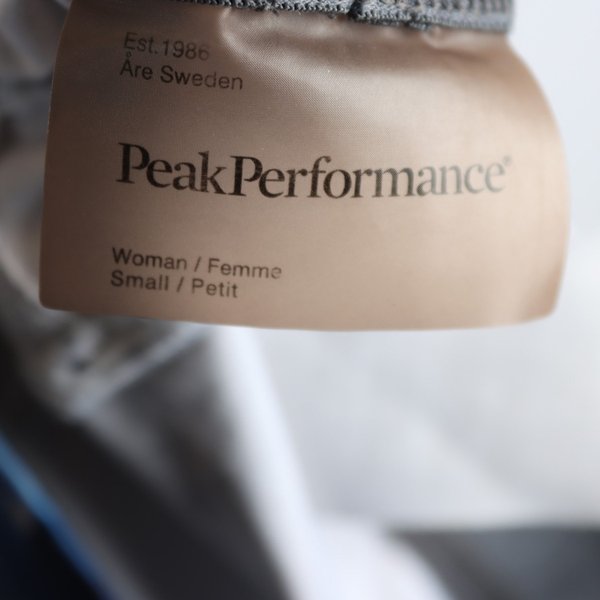 Est.1986
Åre Sweden
PeakPerformance®
Woman / Femme
Small / Petit